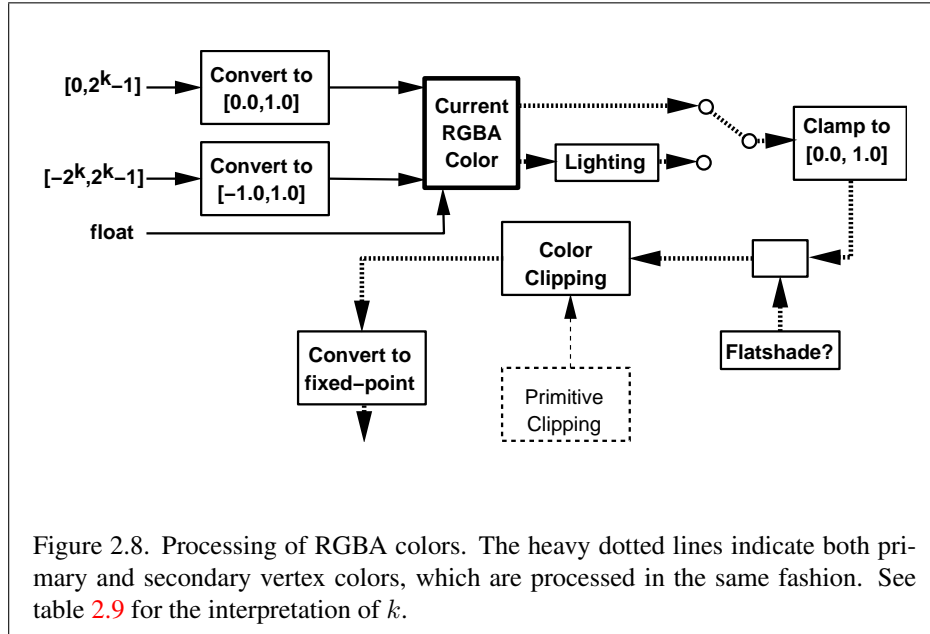 [0,2^k–1]
Convert to
[0.0,1.0]
Current
RGBA
Color
Clamp to
[0.0, 1.0]
[–2^k,2^k–1]
Convert to
[–1.0,1.0]
Lighting
float
Color
Clipping
Convert to
fixed–point
Flatshade?
Primitive
Clipping
Figure 2.8. Processing of RGBA colors. The heavy dotted lines indicate both pri-
mary and secondary vertex colors, which are processed in the same fashion. See
table 2.9 for the interpretation of k.